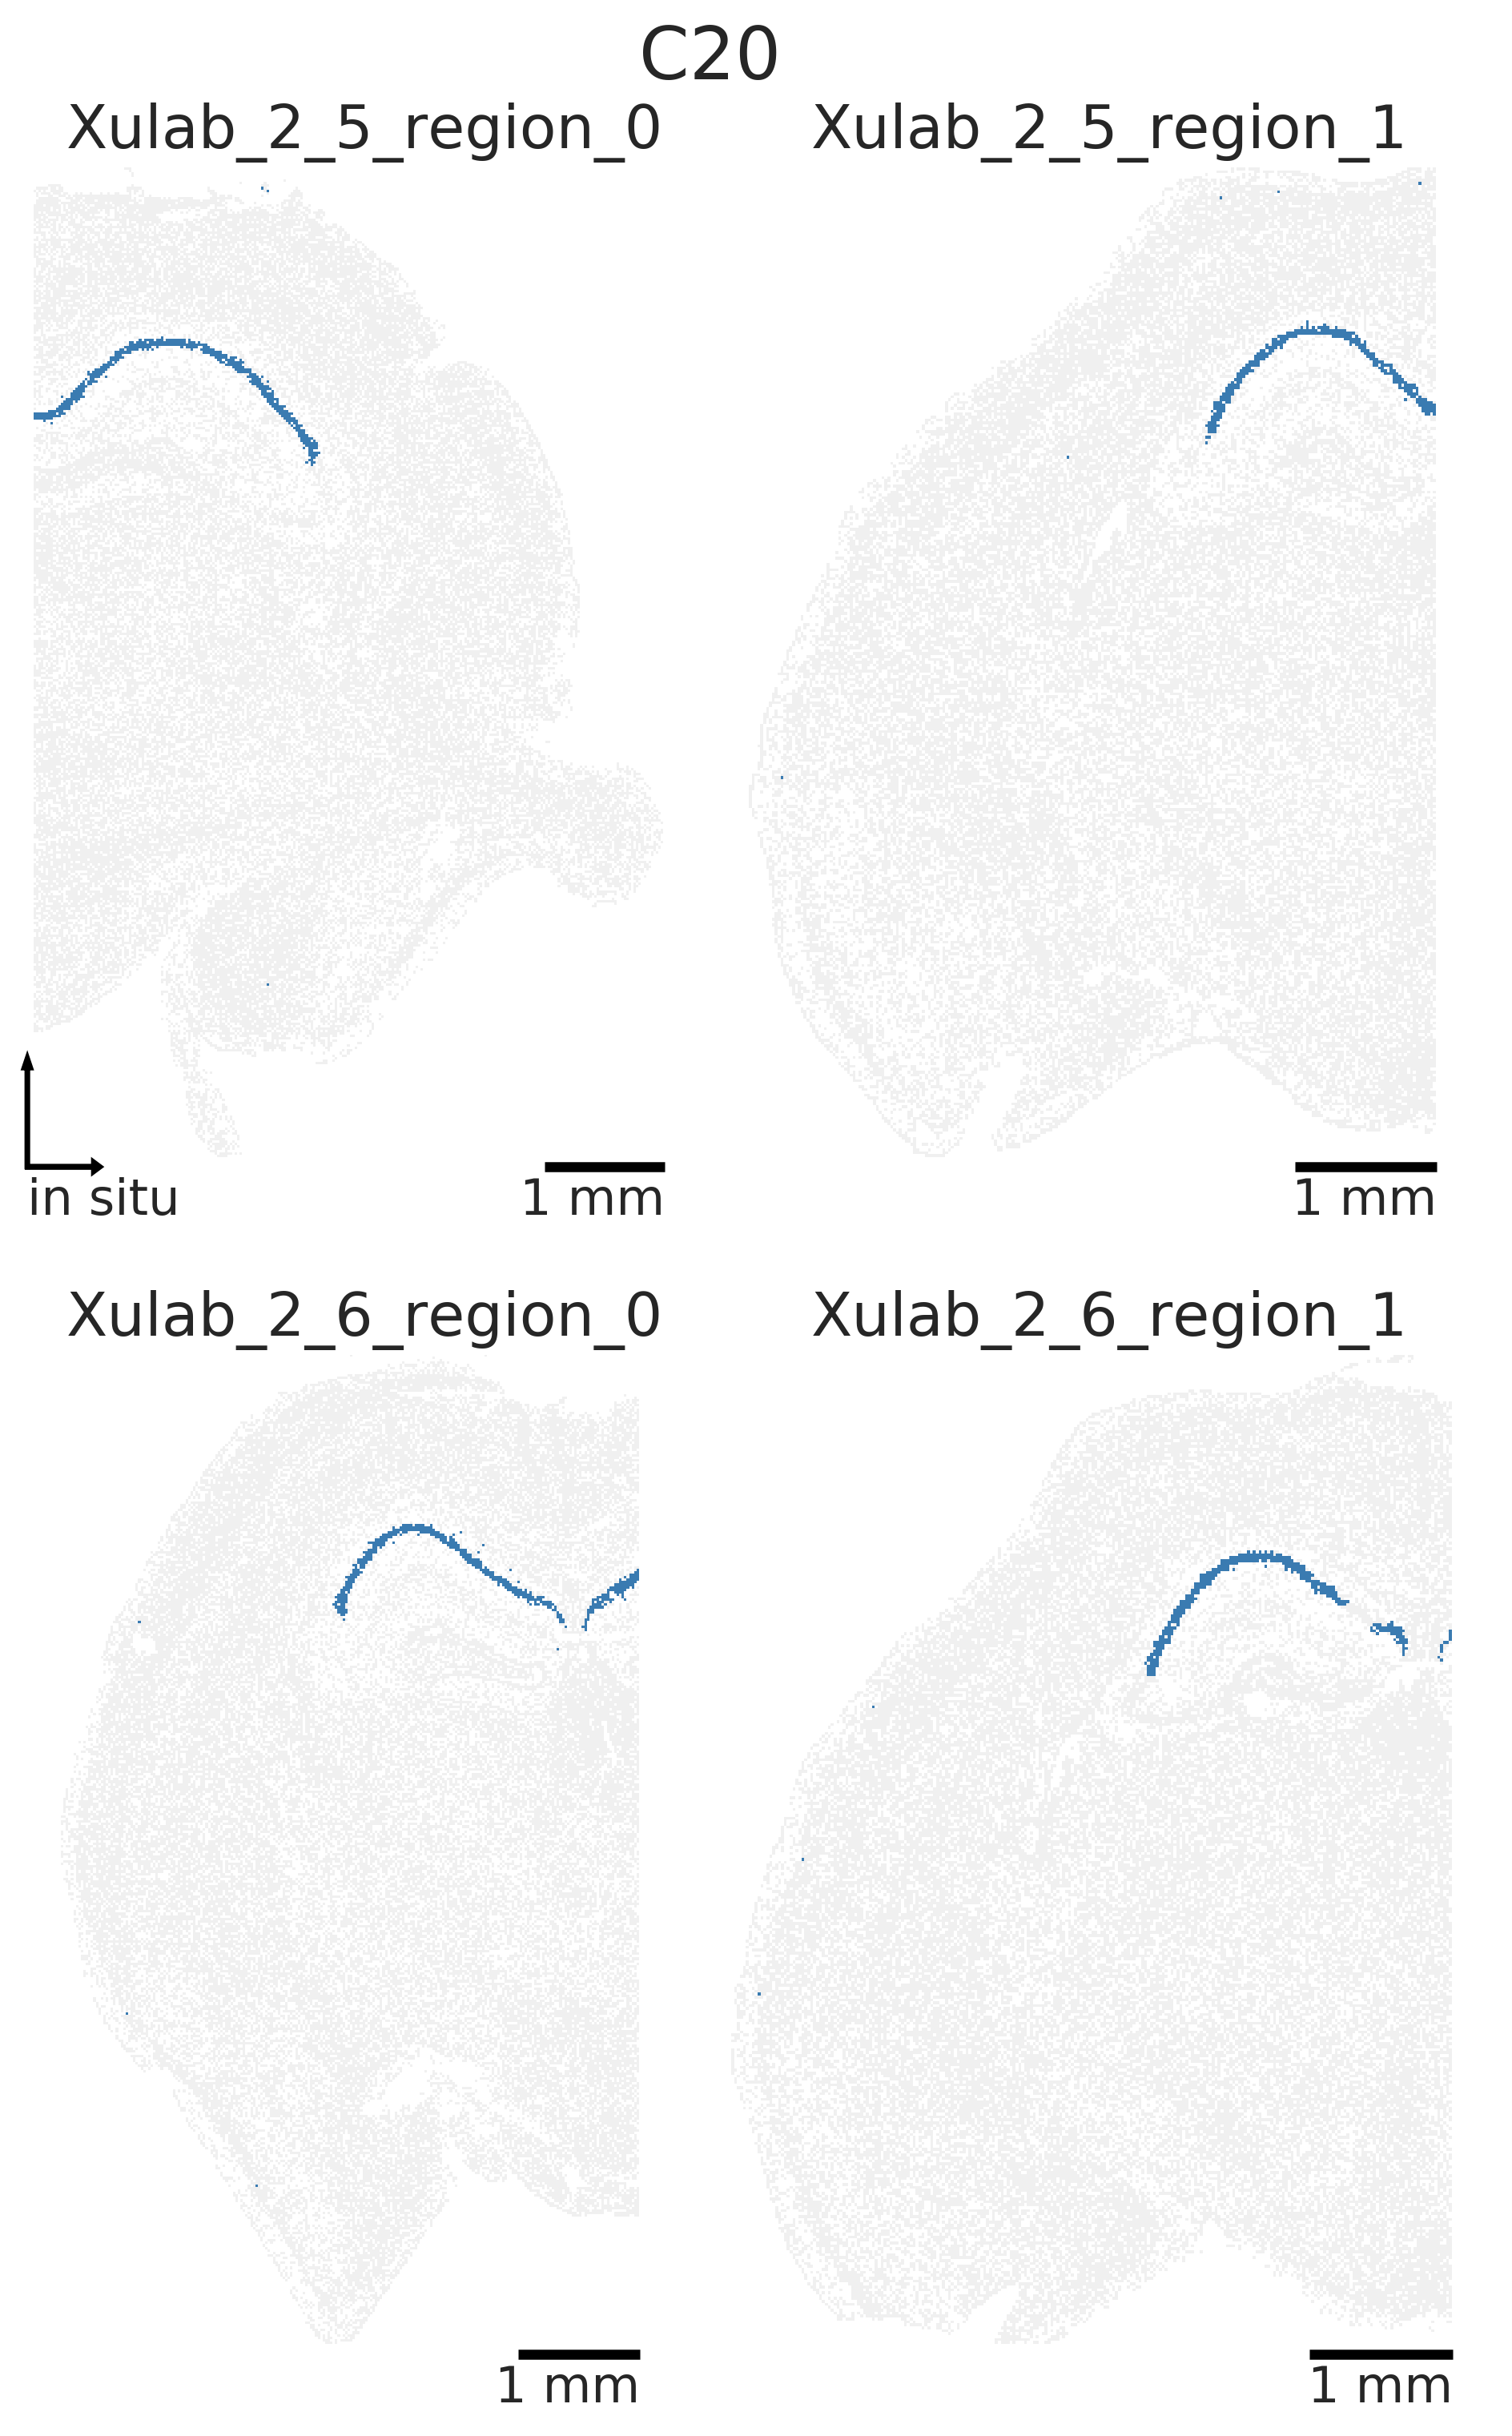 C20
Xulab_2_5_region_0
Xulab_2_5_region_1
in situ
1 mm
1 mm
Xulab_2_6_region_0
Xulab_2_6_region_1
1 mm
1 mm